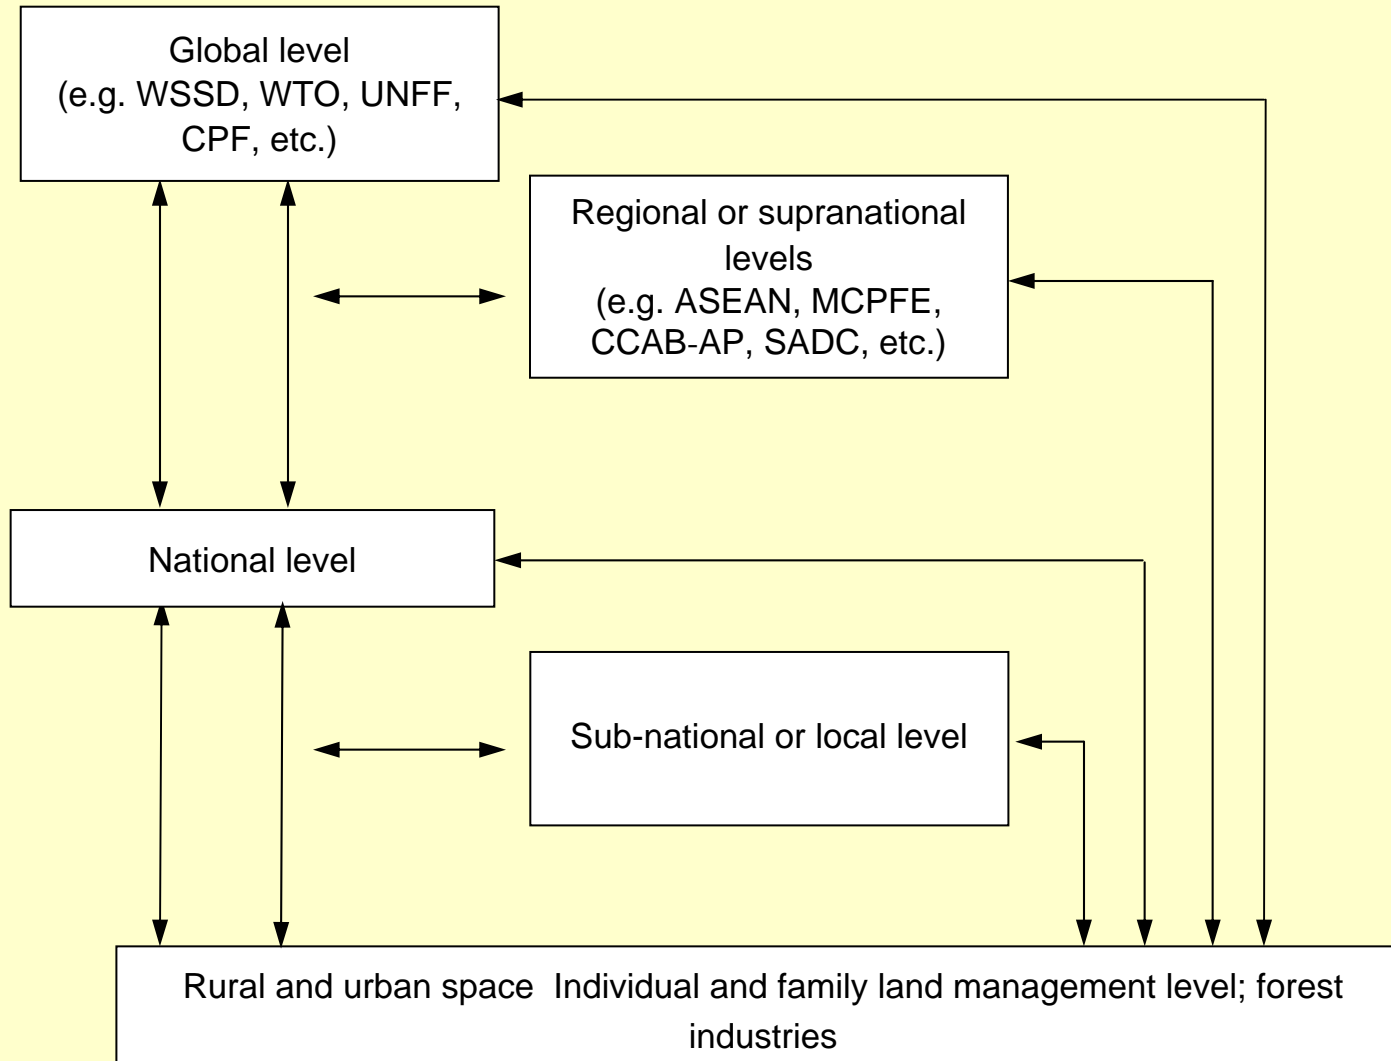 Global level
(e.g. WSSD, WTO, UNFF,
CPF, etc.)
Regional or supranational
levels
(e.g. ASEAN, MCPFE,
CCAB-AP, SADC, etc.)
National level
Sub-national or local level
Rural and urban space  Individual and family land management level; forest
industries